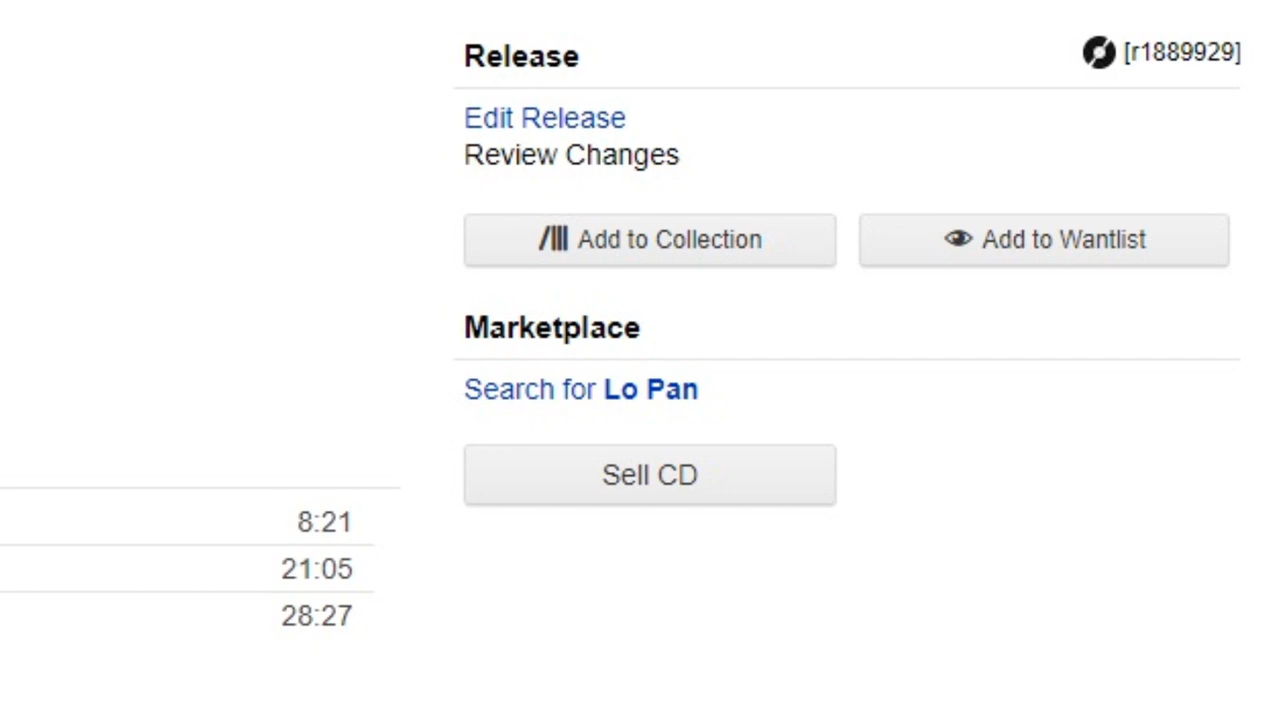 Release
[r1889929]
Edit Release
Review Changes
Add to Collection
Add to Wantlist
Marketplace
Search for Lo Pan
Sell CD
8:21
21:05
28:27